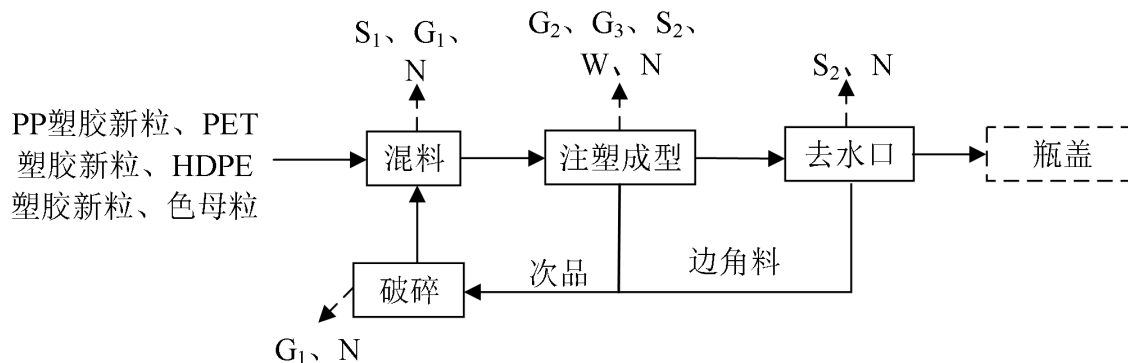 S₁、G₁、
N
G₂、G₃、S₂、
W、N
S₂、N
PP塑胶新粒、PET
塑胶新粒、HDPE
塑胶新粒、色母粒
混料
注塑成型
去水口
瓶盖
破碎
次品
边角料
G₁、N